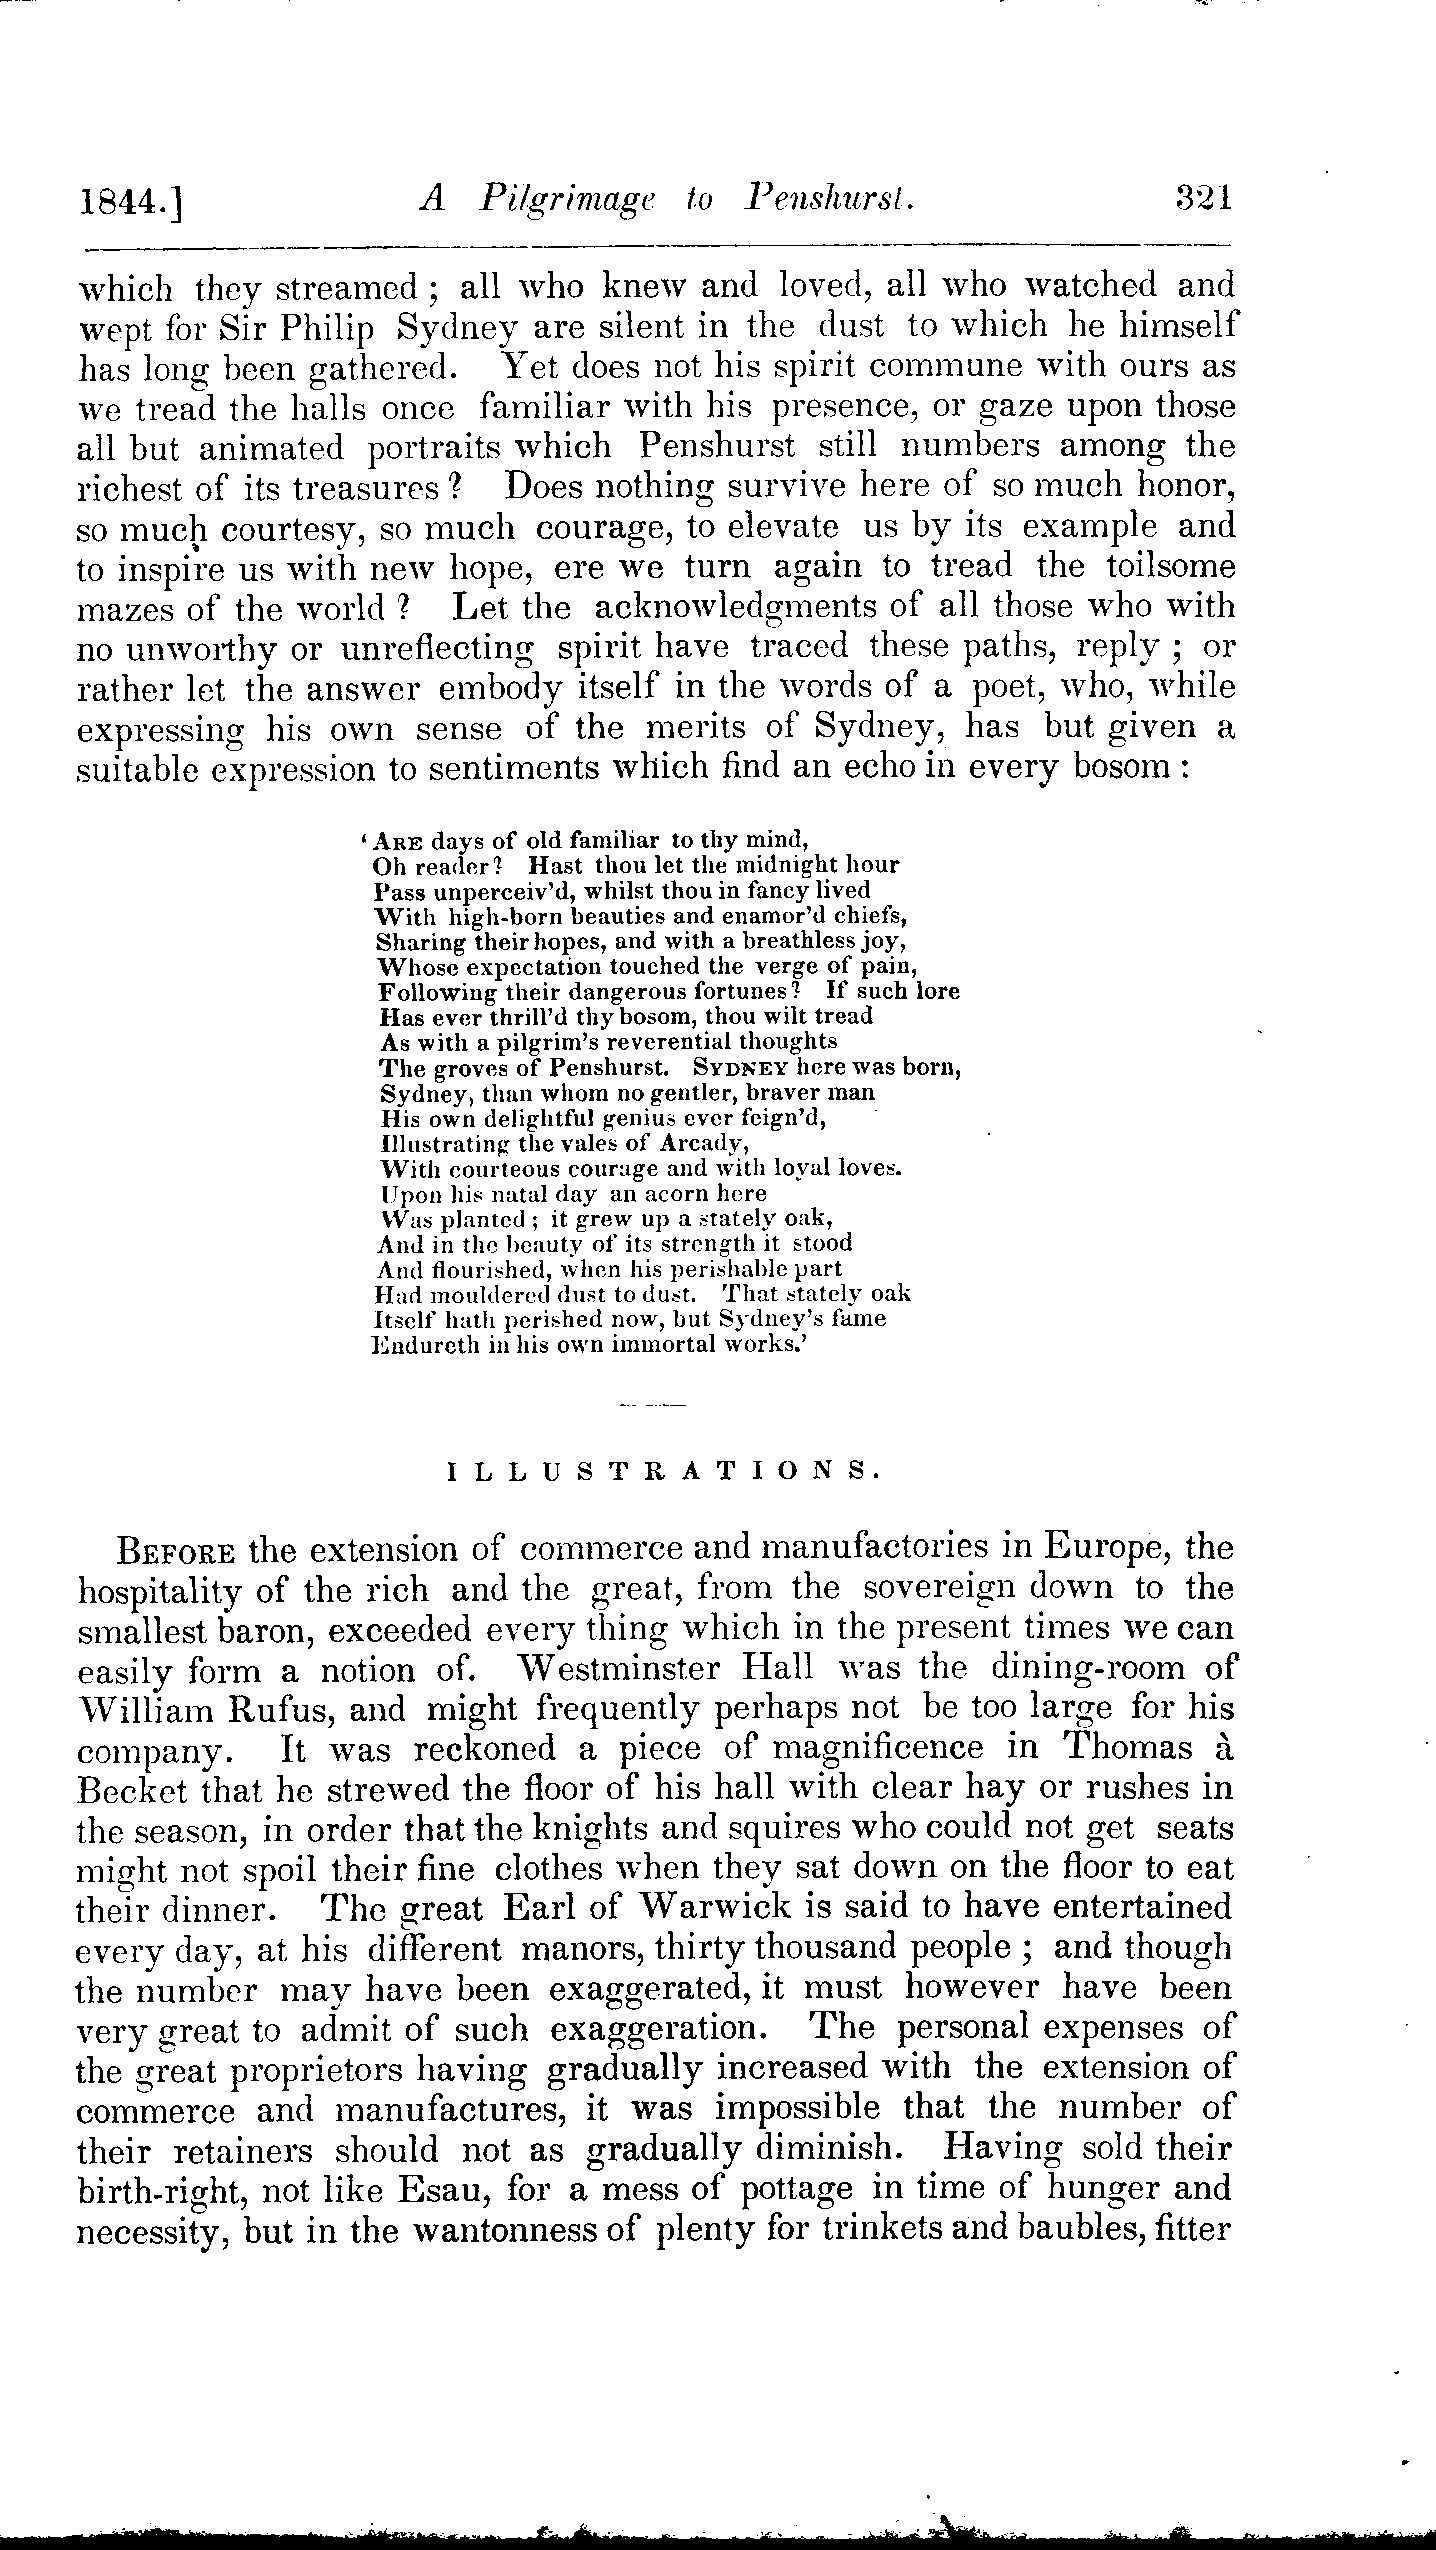 1844.] A Pilgrimage to Penshurst. 321
which they streamed ; all who knew and loved, all who watched and
wept for Sir Philip Sydney are silent in the dust to which he himself
has long been gathered. Yet does not his spirit commune with ours as
we tread the halls once familiar with his presence, or gaze upon those
all but animated portraits which Penshurst still numbers among the
richest of its treasures ? Does nothing survive here of so much honor,
so much courtesy, so much courage, to elevate us by its example and
to inspire us with new hope, ere we turn again to tread the toilsome
mazes of the world ? Let the acknowledgments of all those who with
no unworthy or unreflecting spirit have traced these paths, reply ; or
rather let the answer embody itself in the words of a poet, who, while
expressing his own sense of the merits of Sydney, has but given a
suitable expression to sentiments which find an echo in every bosom :
‘ ARE days of old familiar to thy mind,
Oh reader? Hast thou let the midnight hour
Pass unperceiv’d, whilst thou in fancy lived
With high-born beauties and enamor’d chiefs,
Sharing their hopes, and with a breathless joy,
Whose expectation touched the verge of pain,
Following their dangerous fortunes? If such lore
Has ever thrill’d thy bosom, thou wilt tread
As with a pilgrim’s reverential thoughts
The groves of Penshurst. SYDNEY here was born,
Sydney, than whom no gentler, braver man
His own delightful genius ever feign’d,
Illustrating the vales of Arcady,
With courteous courage and with loyal loves.
Upon his natal day an acorn here
Was planted ; it grew up a stately oak,
And in the beauty of its strength it stood
And flourished, when his perishable part
Had mouldered dust to dust. That stately oak
Itself hath perished now, but Sydney’s fame
Endureth in his own immortal works.’
ILLUSTRATIONS.
BEFORE the extension of commerce and manufactories in Europe, the
hospitality of the rich and the great, from the sovereign down to the
smallest baron, exceeded every thing which in the present times we can
easily form a notion of. Westminster Hall was the dining-room of
William Rufus, and might frequently perhaps not be too large for his
company. It was reckoned a piece of magnificence in Thomas à
Becket that he strewed the floor of his hall with clear hay or rushes in
the season, in order that the knights and squires who could not get seats
might not spoil their fine clothes when they sat down on the floor to eat
their dinner. The great Earl of Warwick is said to have entertained
every day, at his different manors, thirty thousand people ; and though
the number may have been exaggerated, it must however have been
very great to admit of such exaggeration. The personal expenses of
the great proprietors having gradually increased with the extension of
commerce and manufactures, it was impossible that the number of
their retainers should not as gradually diminish. Having sold their
birth-right, not like Esau, for a mess of pottage in time of hunger and
necessity, but in the wantonness of plenty for trinkets and baubles, fitter